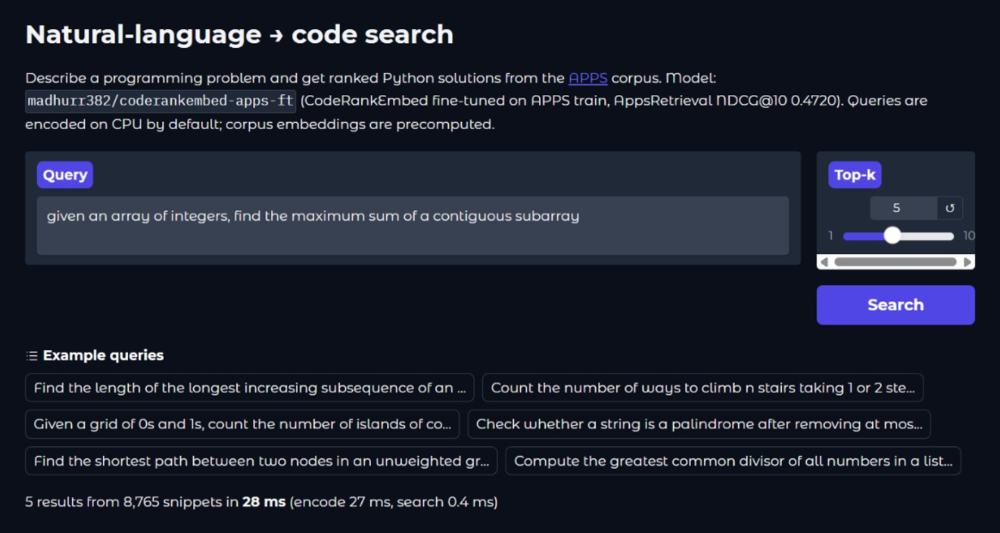 Natural-language → code search
Describe a programming problem and get ranked Python solutions from the APPS corpus. Model:
madhurr382/coderankembed-apps-ft (CodeRankEmbed fine-tuned on APPS train, AppsRetrieval NDCG@10 0.4720). Queries are
encoded on CPU by default; corpus embeddings are precomputed.
Query
given an array of integers, find the maximum sum of a contiguous subarray
Top-k
5 ↺
1 10
Search
Example queries
Find the length of the longest increasing subsequence of an ...
Count the number of ways to climb n stairs taking 1 or 2 ste...
Given a grid of 0s and 1s, count the number of islands of co...
Check whether a string is a palindrome after removing at mos...
Find the shortest path between two nodes in an unweighted gr...
Compute the greatest common divisor of all numbers in a list...
5 results from 8,765 snippets in 28 ms (encode 27 ms, search 0.4 ms)